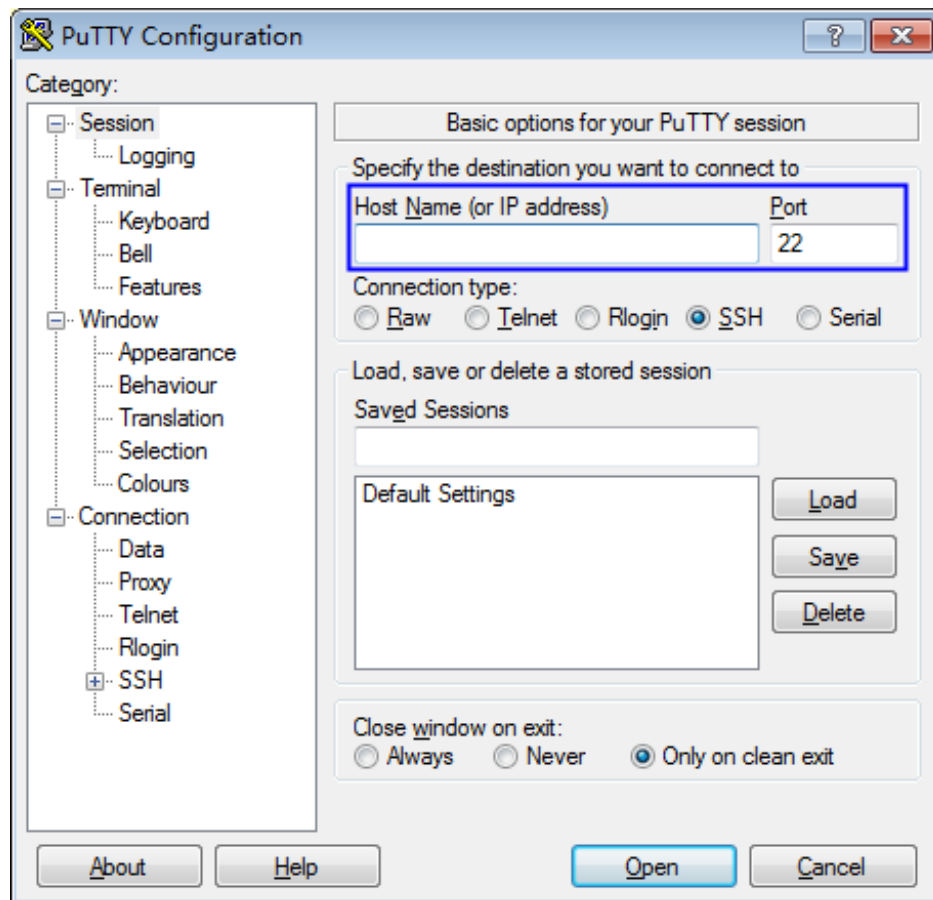 PuTTY Configuration
Category:
Session
Logging
Terminal
Keyboard
Bell
Features
Window
Appearance
Behaviour
Translation
Selection
Colours
Connection
Data
Proxy
Telnet
Rlogin
SSH
Serial
Basic options for your PuTTY session
Specify the destination you want to connect to
Host Name (or IP address) Port
22
Connection type:
Raw Telnet Rlogin SSH Serial
Load, save or delete a stored session
Saved Sessions
Default Settings
Load
Save
Delete
Close window on exit:
Always Never Only on clean exit
About Help Open Cancel